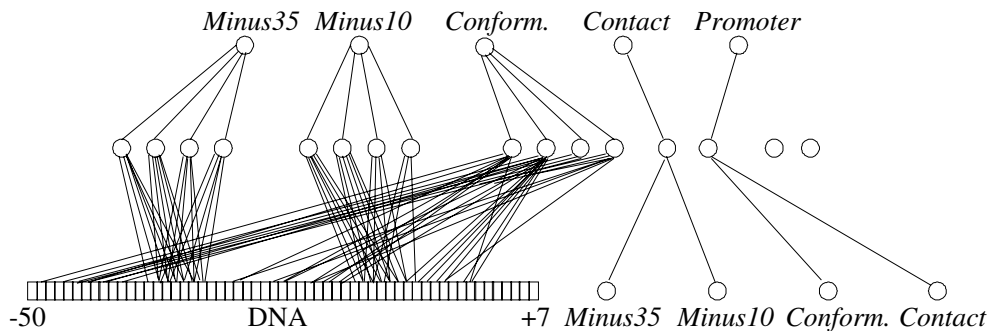 Minus35 Minus10 Conform. Contact Promoter
-50 DNA +7 Minus35 Minus10 Conform. Contact